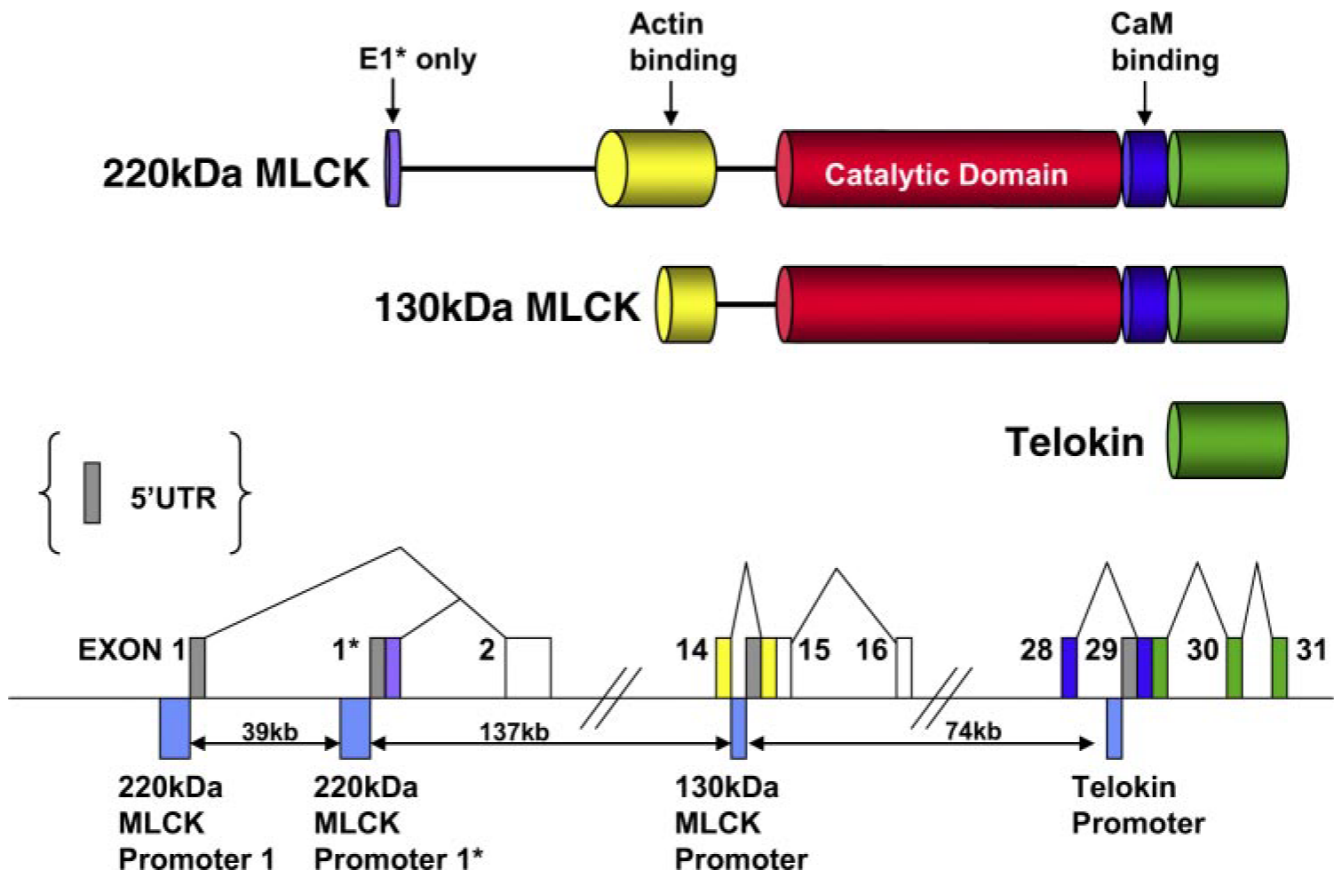 E1* only
Actin
binding
CaM
binding
220kDa MLCK
Catalytic Domain
130kDa MLCK
Telokin
5'UTR
EXON 1
1*
2
14
15
16
28
29
30
31
39kb
137kb
74kb
220kDa
MLCK
Promoter 1
220kDa
MLCK
Promoter 1*
130kDa
MLCK
Promoter
Telokin
Promoter